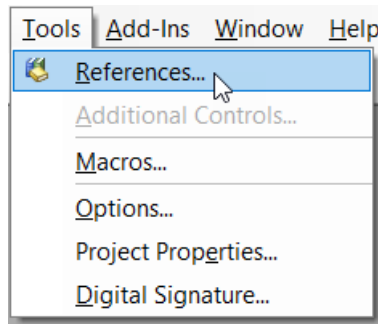 Tools Add-Ins Window Help
References...
Additional Controls...
Macros...
Options...
Project Properties...
Digital Signature...